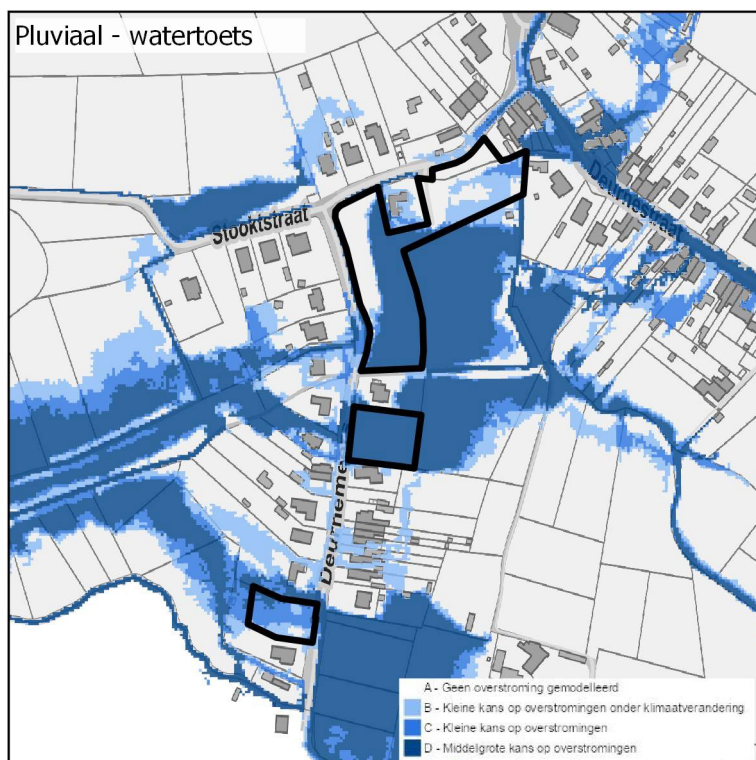 Pluviaal - watertoets
Stooktstraat
Deurnestraat
Deurneme
A - Geen overstroming gemodelleerd
B - Kleine kans op overstromingen onder klimaatverandering
C - Kleine kans op overstromingen
D - Middelgrote kans op overstromingen